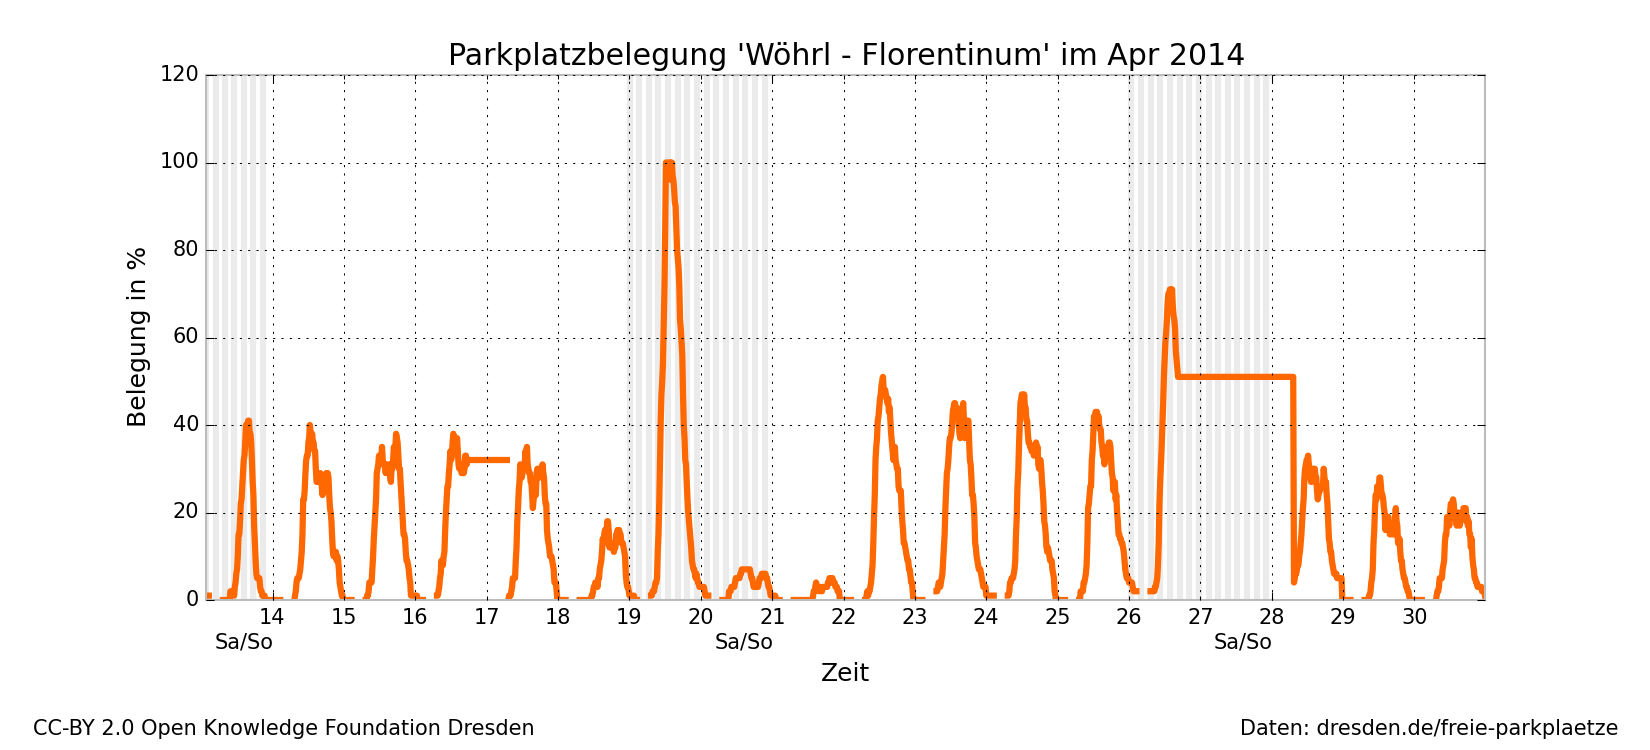 Parkplatzbelegung 'Wöhrl - Florentinum' im Apr 2014
120
100
80
60
40
20
0
Belegung in %
14 15 16 17 18 19 20 21 22 23 24 25 26 27 28 29 30
Sa/So Sa/So Sa/So
Zeit
CC-BY 2.0 Open Knowledge Foundation Dresden
Daten: dresden.de/freie-parkplaetze